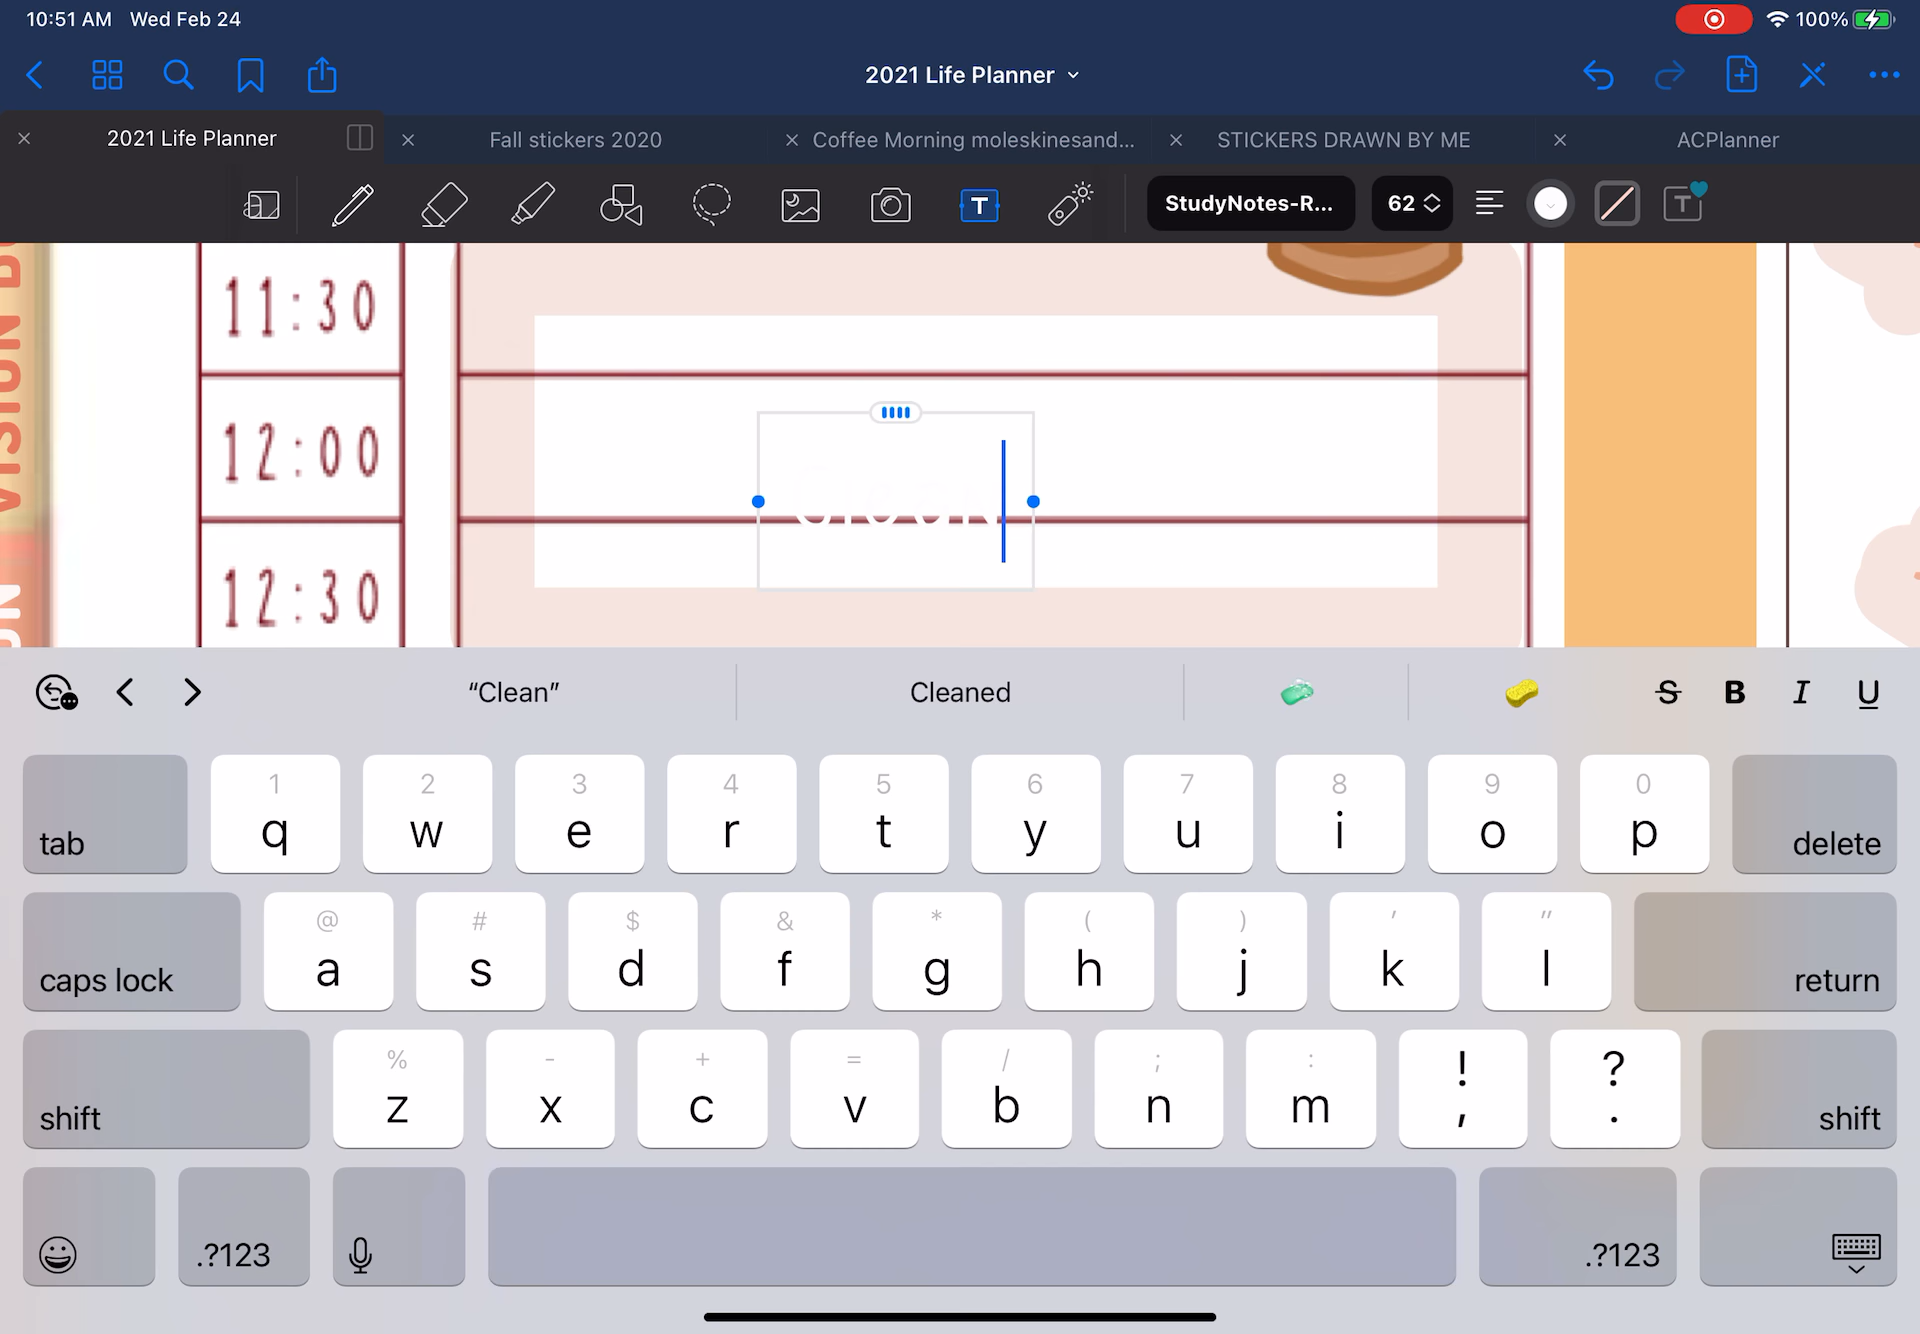 10:51 AM Wed Feb 24
100%
2021 Life Planner
2021 Life Planner
Fall stickers 2020
Coffee Morning moleskinesand...
STICKERS DRAWN BY ME
ACPlanner
StudyNotes-R...
62
11:30
12:00
12:30
VISION
“Clean”
Cleaned
S B I U
tab
1 2 3 4 5 6 7 8 9 0
q w e r t y u i o p
delete
@ # $ & * ( ) ' "
caps lock
a s d f g h j k l
return
% - + = / ; : ! ?
shift
z x c v b n m , .
shift
.?123
.?123